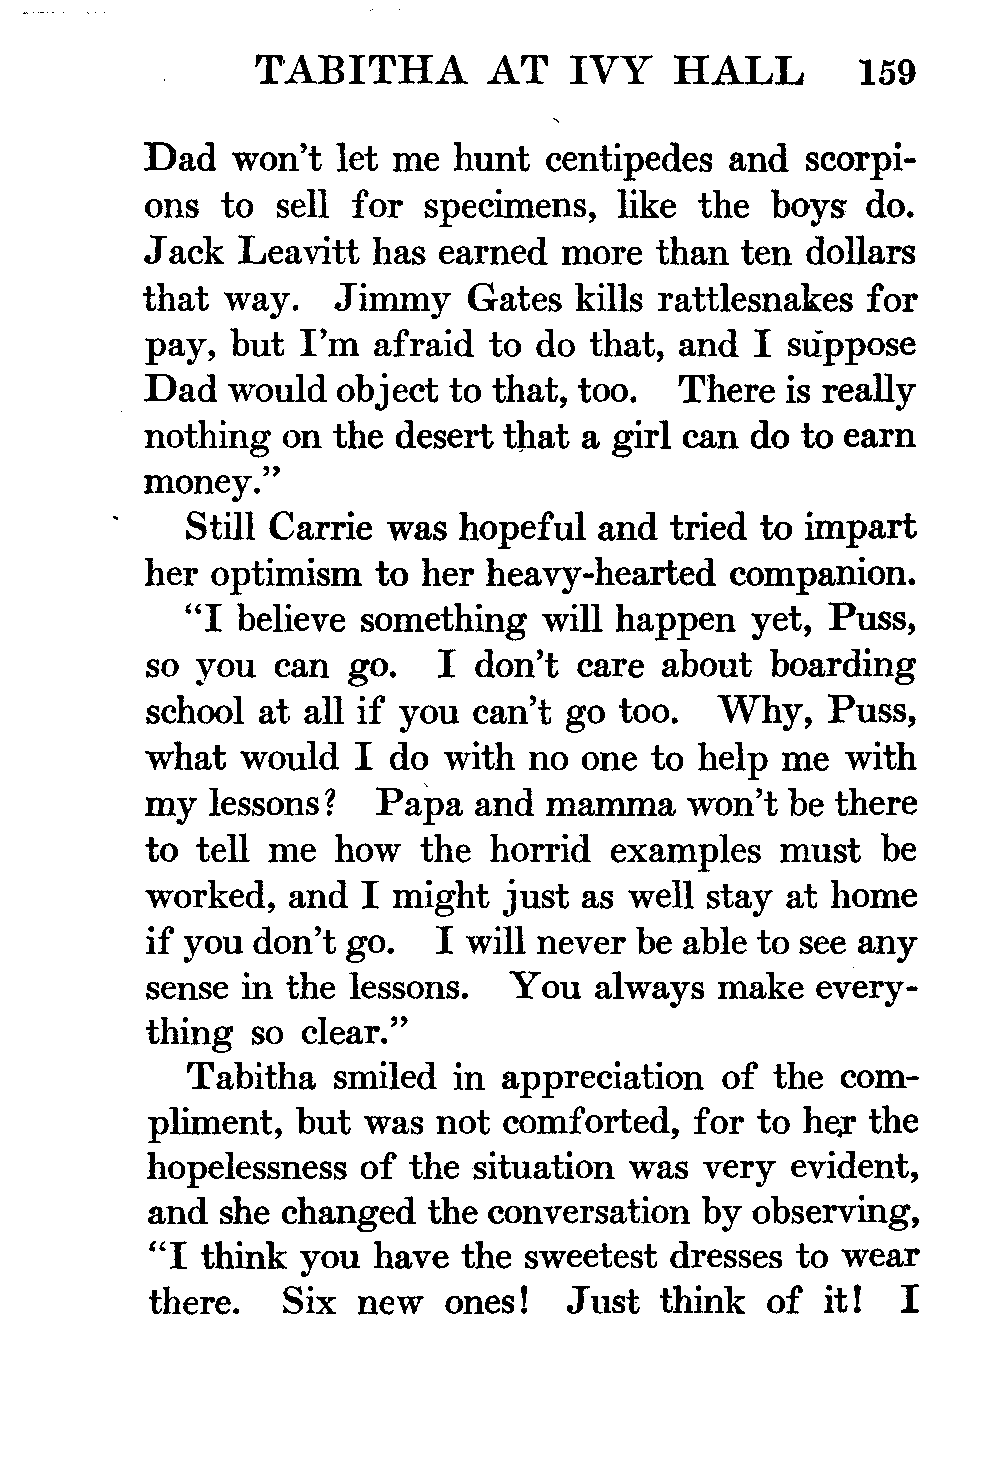 TABITHA AT IVY HALL 159
Dad won't let me hunt centipedes and scorpi-
ons to sell for specimens, like the boys do.
Jack Leavitt has earned more than ten dollars
that way. Jimmy Gates kills rattlesnakes for
pay, but I'm afraid to do that, and I suppose
Dad would object to that, too. There is really
nothing on the desert that a girl can do to earn
money."
Still Carrie was hopeful and tried to impart
her optimism to her heavy-hearted companion.
"I believe something will happen yet, Puss,
so you can go. I don't care about boarding
school at all if you can't go too. Why, Puss,
what would I do with no one to help me with
my lessons? Papa and mamma won't be there
to tell me how the horrid examples must be
worked, and I might just as well stay at home
if you don't go. I will never be able to see any
sense in the lessons. You always make every-
thing so clear."
Tabitha smiled in appreciation of the com-
pliment, but was not comforted, for to her the
hopelessness of the situation was very evident,
and she changed the conversation by observing,
"I think you have the sweetest dresses to wear
there. Six new ones! Just think of it! I